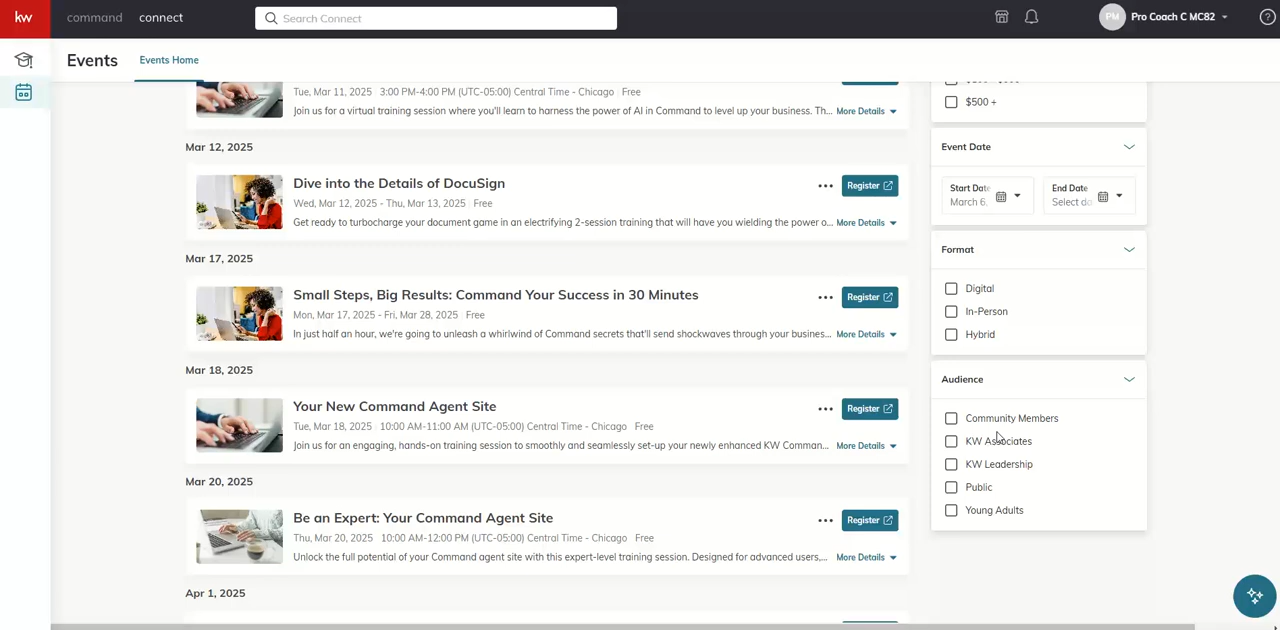 kw command connect Search Connect PM Pro Coach C MC82 ?
Events Events Home
Tue, Mar 11, 2025 3:00 PM-4:00 PM (UTC-05:00) Central Time - Chicago Free
Join us for a virtual training session where you'll learn to harness the power of AI in Command to level up your business. Th... More Details
Mar 12, 2025
Dive into the Details of DocuSign
Register
Wed, Mar 12, 2025 - Thu, Mar 13, 2025 Free
Get ready to turbocharge your document game in an electrifying 2-session training that will have you wielding the power o... More Details
Mar 17, 2025
Small Steps, Big Results: Command Your Success in 30 Minutes
Register
Mon, Mar 17, 2025 - Fri, Mar 28, 2025 Free
In just half an hour, we're going to unleash a whirlwind of Command secrets that'll send shockwaves through your busines... More Details
Mar 18, 2025
Your New Command Agent Site
Register
Tue, Mar 18, 2025 10:00 AM-11:00 AM (UTC-05:00) Central Time - Chicago Free
Join us for an engaging, hands-on training session to smoothly and seamlessly set-up your newly enhanced KW Comman... More Details
Mar 20, 2025
Be an Expert: Your Command Agent Site
Register
Thu, Mar 20, 2025 10:00 AM-12:00 PM (UTC-05:00) Central Time - Chicago Free
Unlock the full potential of your Command agent site with this expert-level training session. Designed for advanced users,... More Details
Apr 1, 2025
$500 +
Event Date
Start Date
March 6,
End Date
Select da
Format
Digital
In-Person
Hybrid
Audience
Community Members
KW Associates
KW Leadership
Public
Young Adults